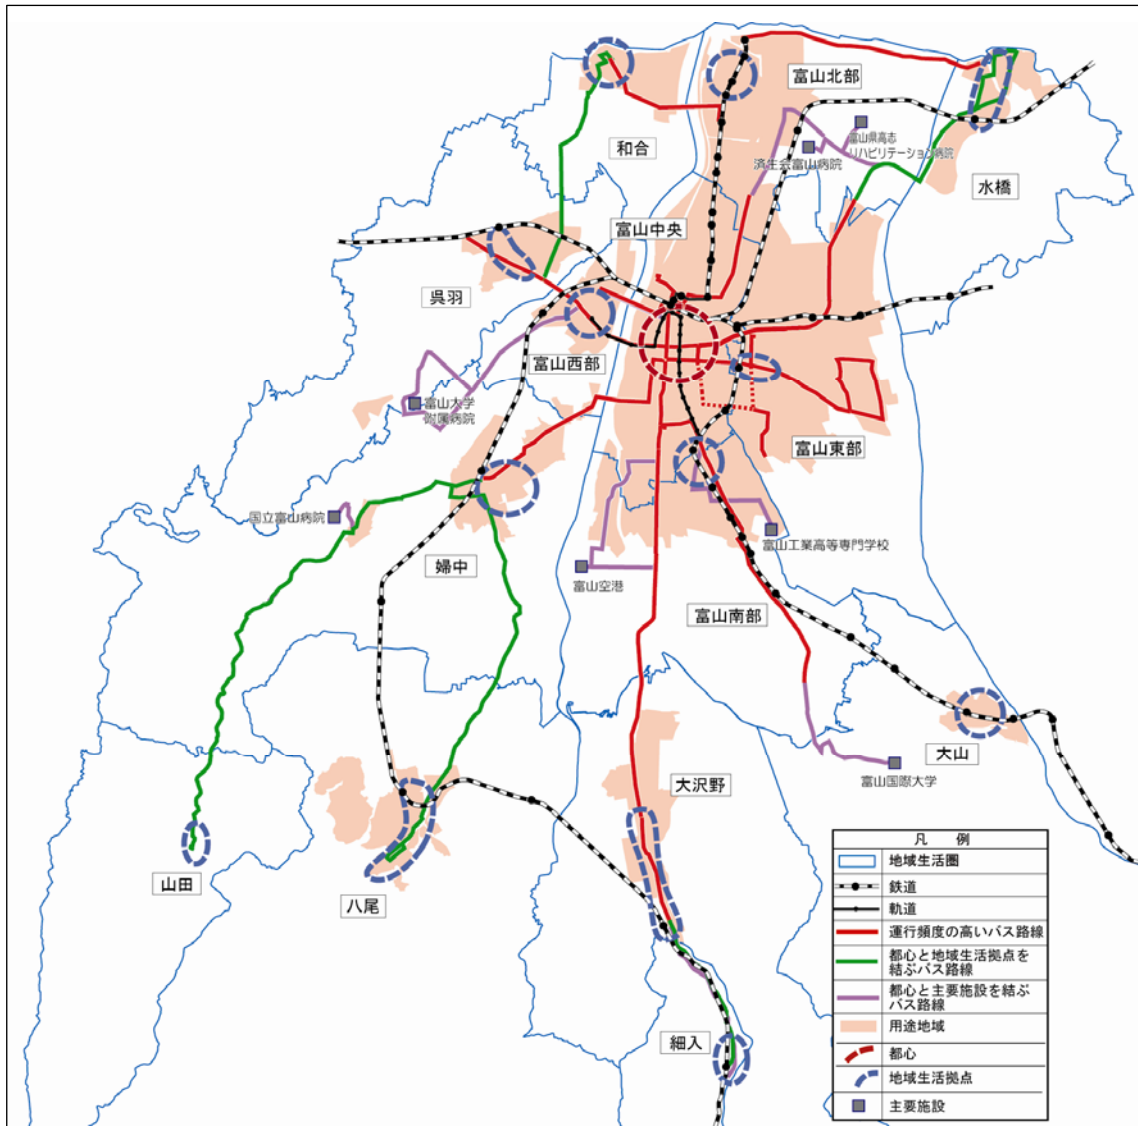 富山北部
富山県高志
リハビリテーション病院
和合
済生会富山病院
水橋
富山中央
呉羽
富山西部
富山大学
附属病院
富山東部
国立富山病院
富山工業高等専門学校
婦中
富山空港
富山南部
大山
富山国際大学
大沢野
山田
八尾
細入
凡 例
地域生活圏
鉄道
軌道
運行頻度の高いバス路線
都心と地域生活拠点を
結ぶバス路線
都心と主要施設を結ぶ
バス路線
用途地域
都心
地域生活拠点
主要施設